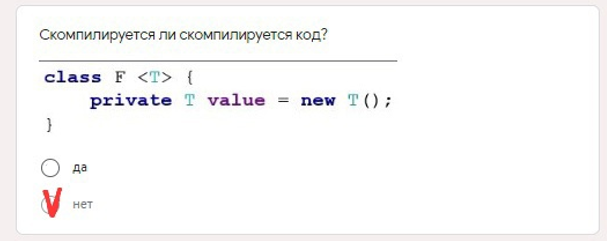 Скомпилируется ли скомпилируется код?
class F <T> {
private T value = new T();
}
да
нет